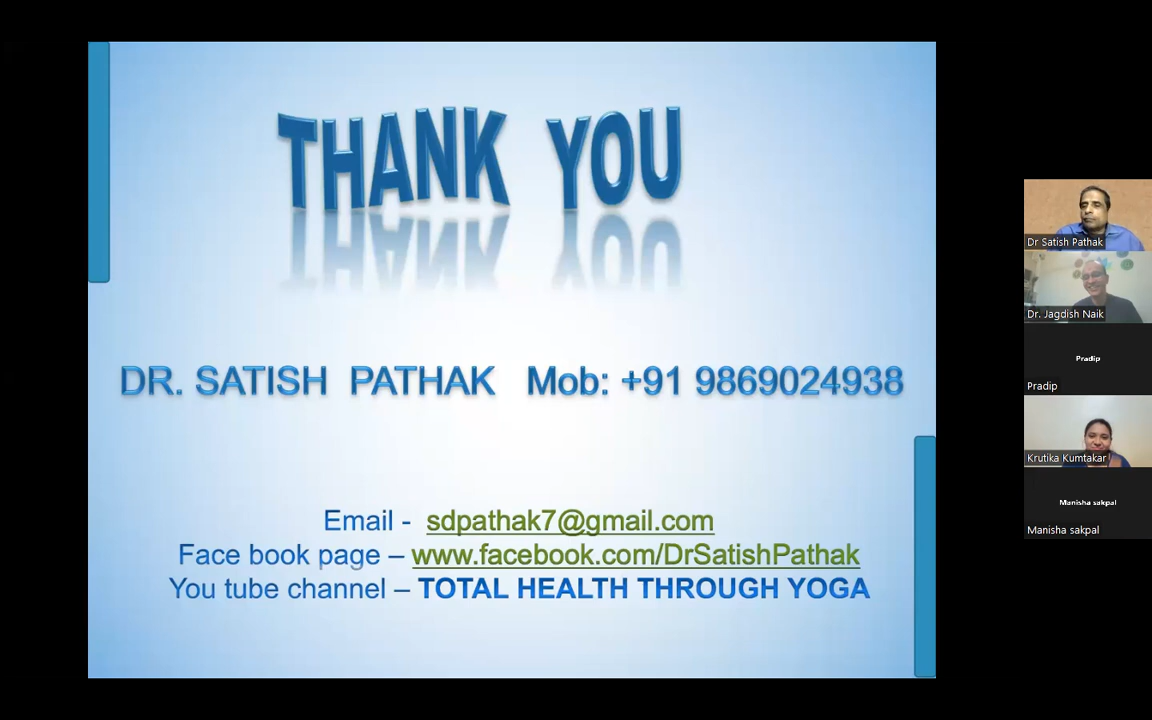 THANK YOU
DR. SATISH PATHAK Mob: +91 9869024938
Email - sdpathak7@gmail.com
Face book page – www.facebook.com/DrSatishPathak
You tube channel – TOTAL HEALTH THROUGH YOGA
Dr Satish Pathak
Dr. Jagdish Naik
Pradip
Pradip
Krutika Kumtakar
Manisha sakpal
Manisha sakpal